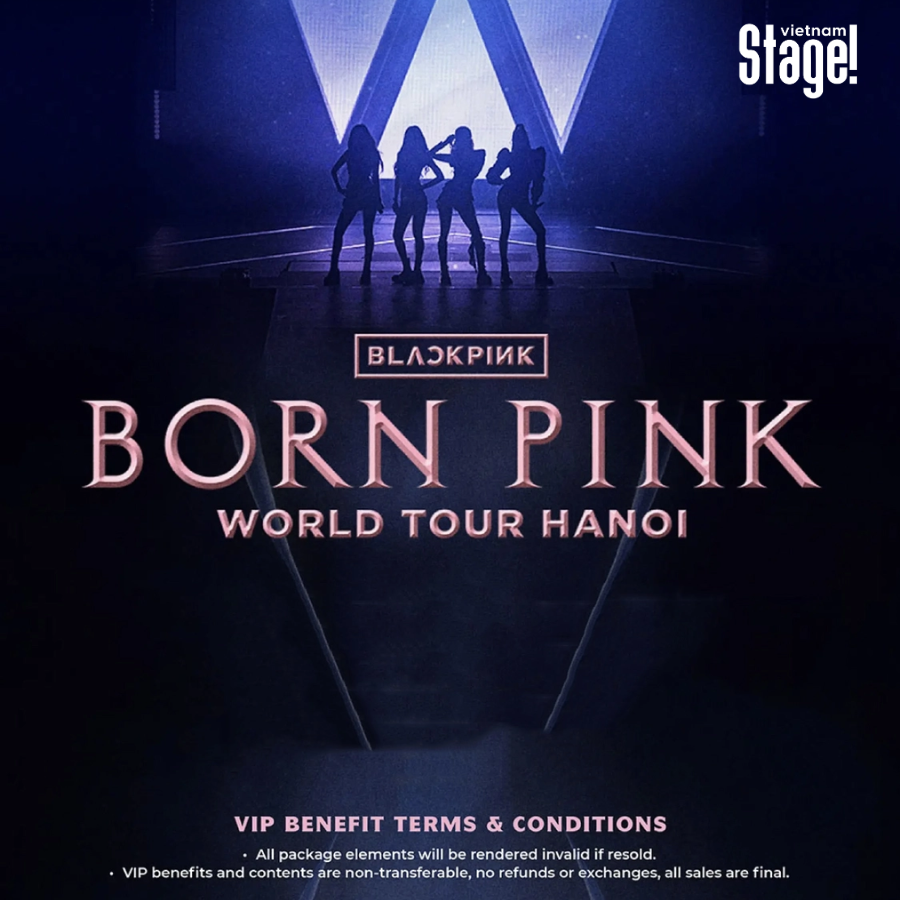 vietnam
Stage!
BLACKPINK
BORN PINK
WORLD TOUR HANOI
VIP BENEFIT TERMS & CONDITIONS
• All package elements will be rendered invalid if resold.
• VIP benefits and contents are non-transferable, no refunds or exchanges, all sales are final.